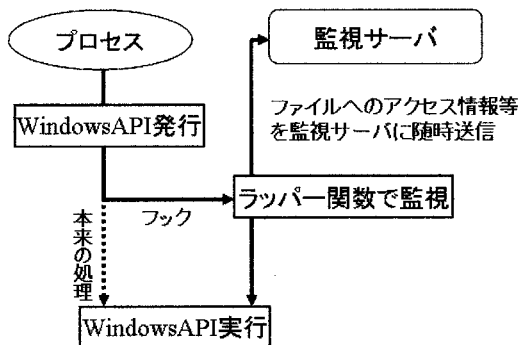 プロセス
監視サーバ
WindowsAPI発行
ファイルへのアクセス情報等
を監視サーバに随時送信
ラッパー関数で監視
フック
本来の処理
WindowsAPI実行